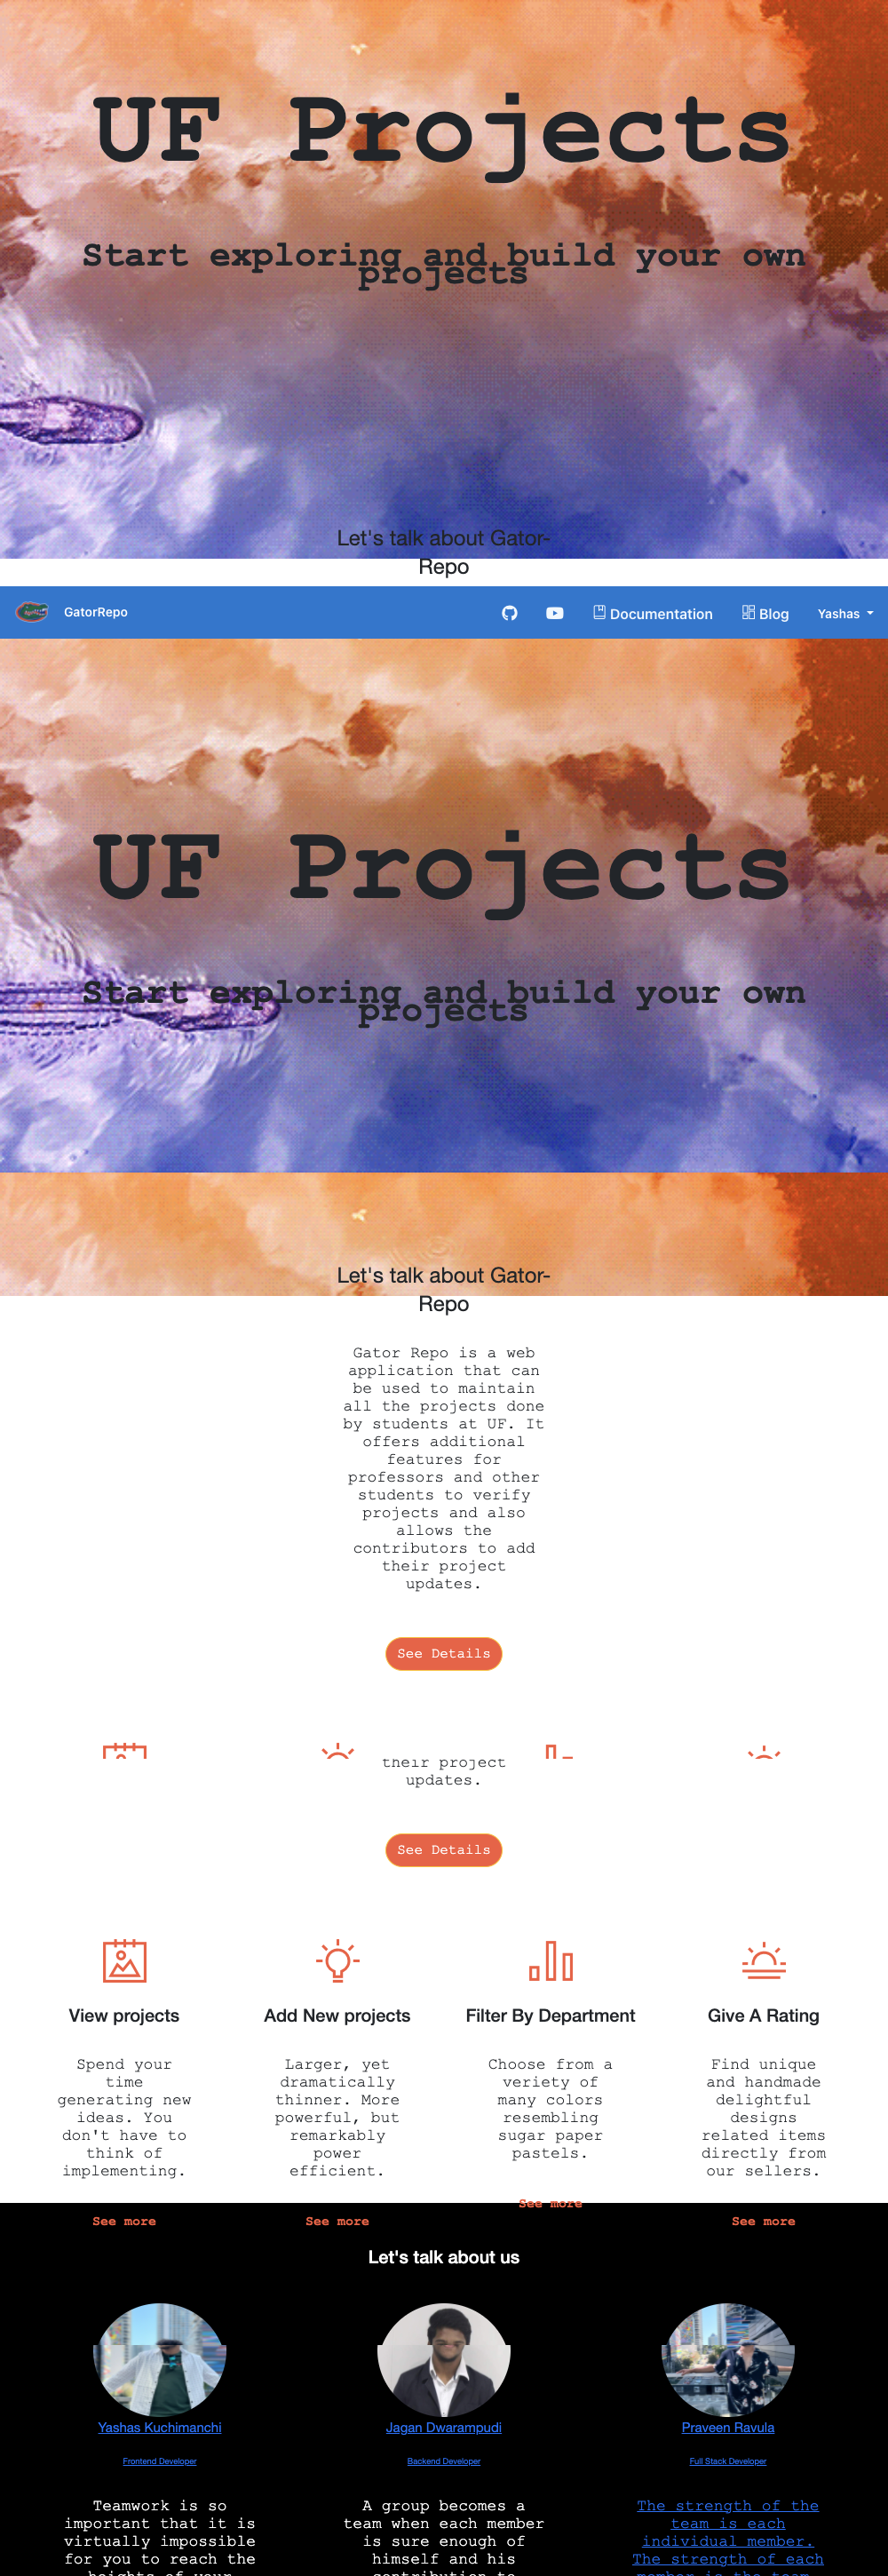 UF Projects
Start exploring and build your own
projects
Let's talk about Gator-
Repo
GatorRepo
Documentation
Blog
Yashas
UF Projects
Start exploring and build your own
projects
Let's talk about Gator-
Repo
Gator Repo is a web
application that can
be used to maintain
all the projects done
by students at UF. It
offers additional
features for
professors and other
students to verify
projects and also
allows the
contributors to add
their project
updates.
See Details
their project
updates.
See Details
View projects
Spend your
time
generating new
ideas. You
don't have to
think of
implementing.
See more
Add New projects
Larger, yet
dramatically
thinner. More
powerful, but
remarkably
power
efficient.
See more
Filter By Department
Choose from a
veriety of
many colors
resembling
sugar paper
pastels.
See more
Give A Rating
Find unique
and handmade
delightful
designs
related items
directly from
our sellers.
See more
Let's talk about us
Yashas Kuchimanchi
Frontend Developer
Teamwork is so
important that it is
virtually impossible
for you to reach the
heights of your
Jagan Dwarampudi
Backend Developer
A group becomes a
team when each member
is sure enough of
himself and his
contribution to
Praveen Ravula
Full Stack Developer
The strength of the
team is each
individual member.
The strength of each
member is the team.